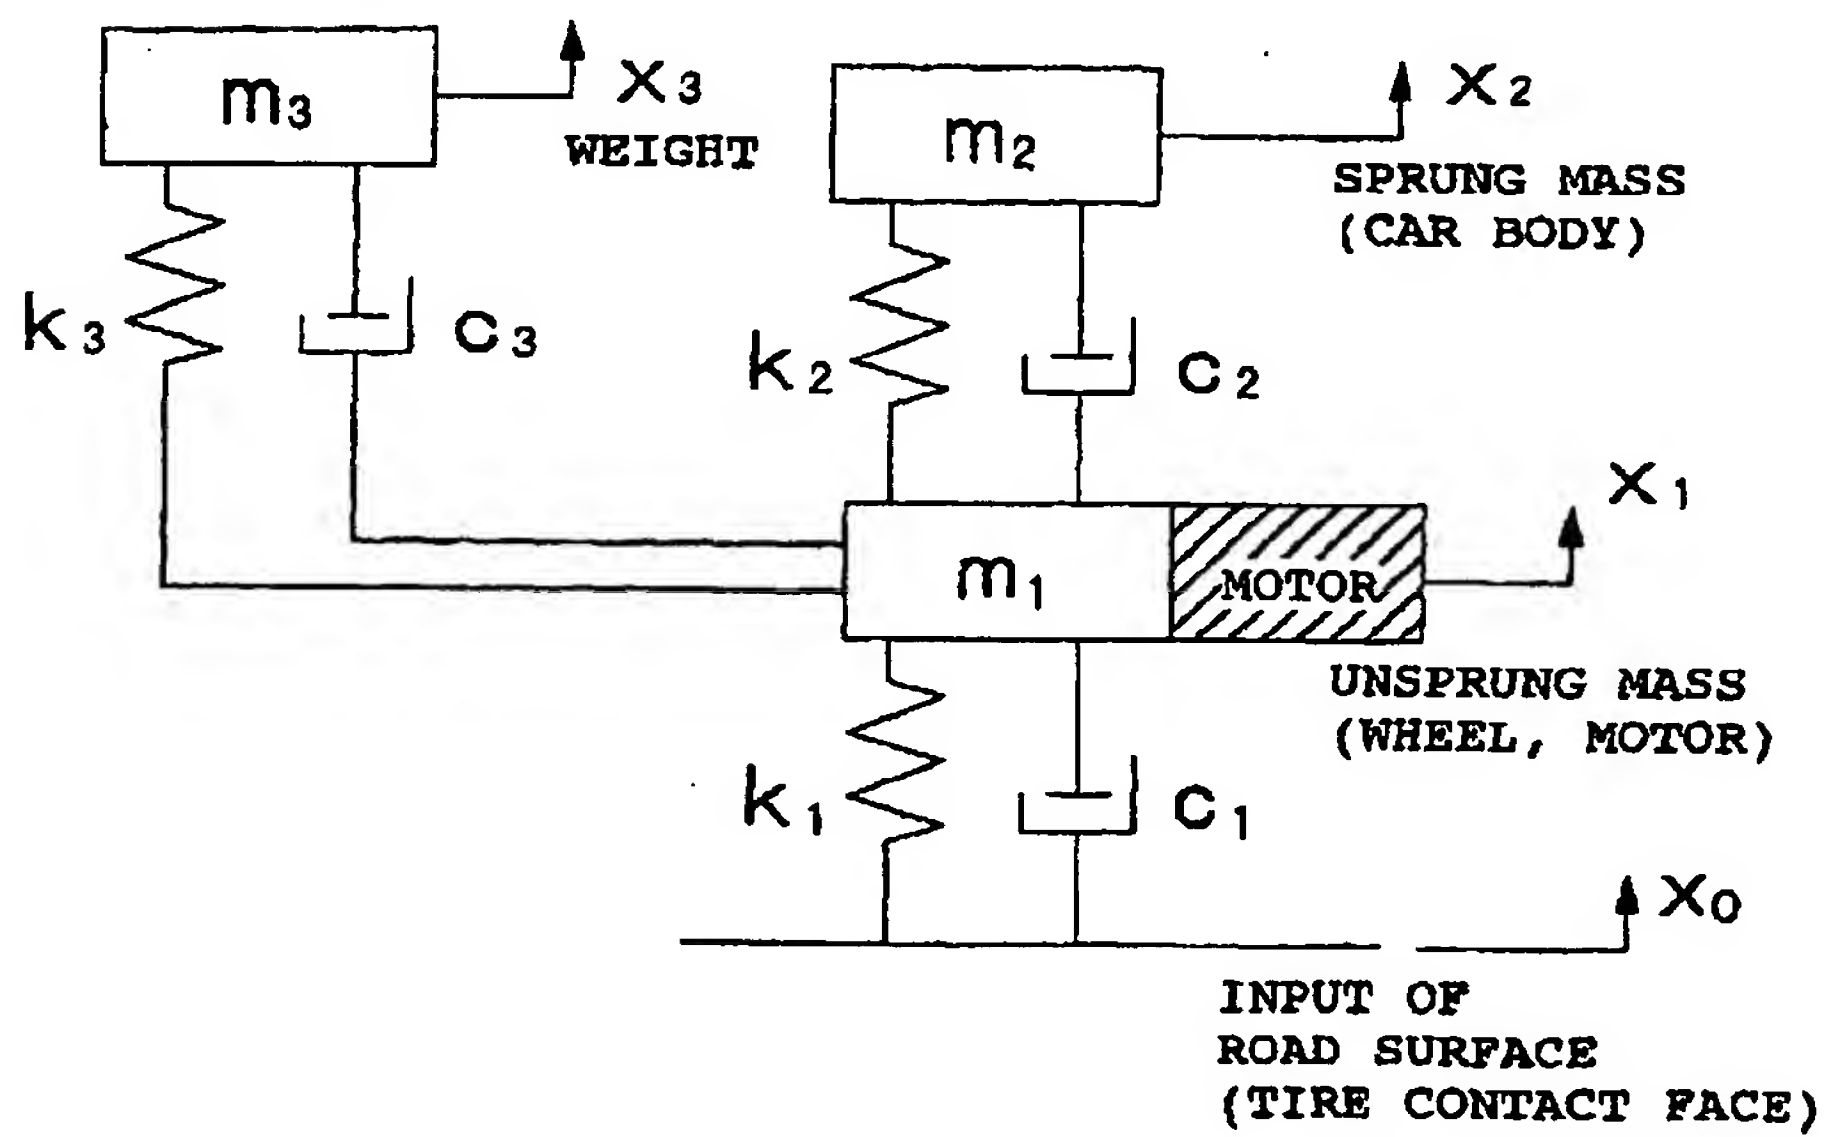 m3
X3
WEIGHT
m2
X2
SPRUNG MASS
(CAR BODY)
k3
C3
k2
C2
X1
m1
MOTOR
UNSPRUNG MASS
(WHEEL, MOTOR)
k1
C1
X0
INPUT OF
ROAD SURFACE
(TIRE CONTACT FACE)